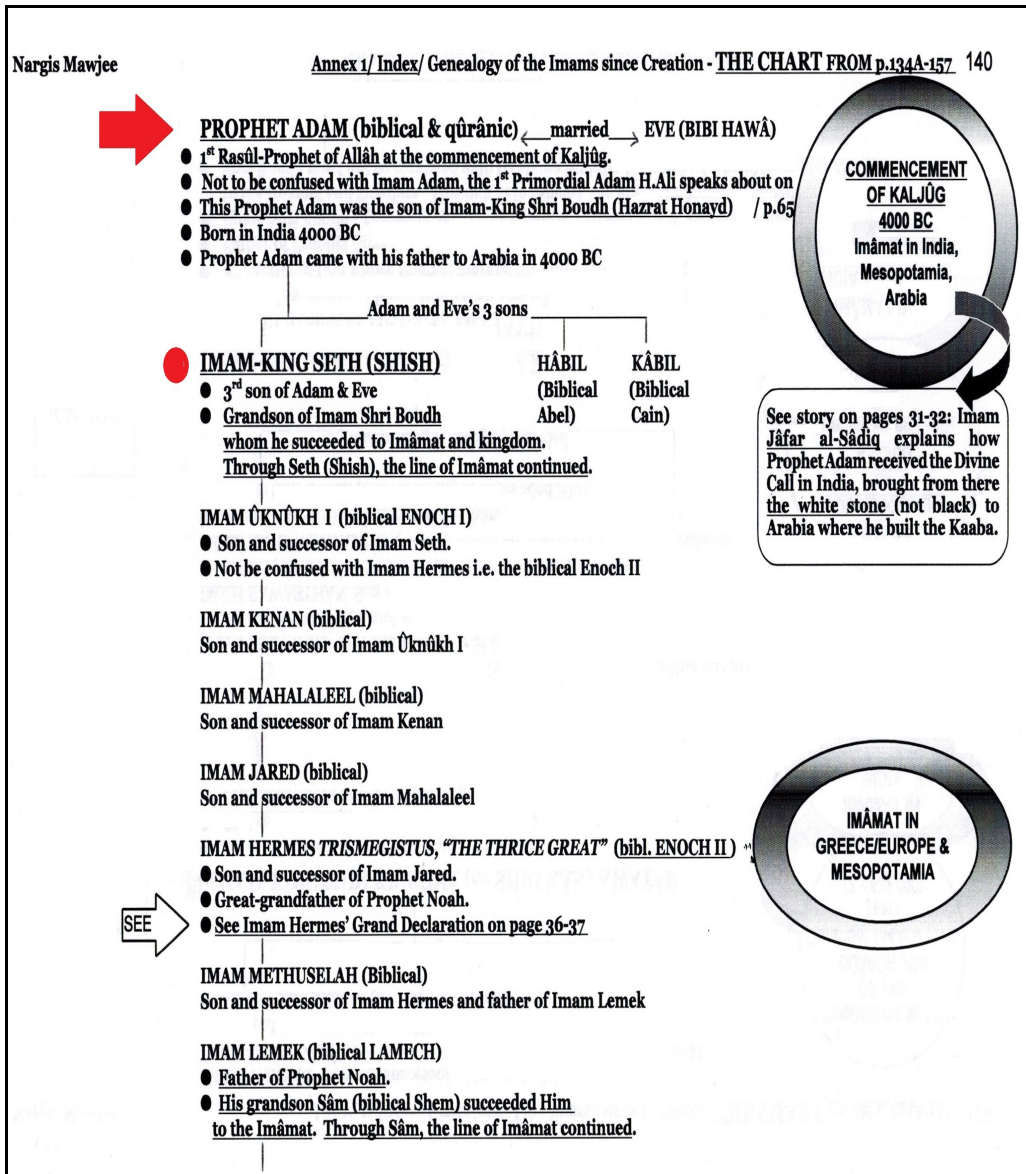 Nargis Mawjee
Annex 1/ Index/ Genealogy of the Imams since Creation - THE CHART FROM p.134A-157 140
PROPHET ADAM (biblical & qûrânic) married EVE (BIBI HAWÂ)
● 1st Rasûl-Prophet of Allâh at the commencement of Kaljûg.
● Not to be confused with Imam Adam, the 1st Primordial Adam H.Ali speaks about on
● This Prophet Adam was the son of Imam-King Shri Boudh (Hazrat Honayd) / p.65
● Born in India 4000 BC
● Prophet Adam came with his father to Arabia in 4000 BC
COMMENCEMENT
OF KALJÛG
4000 BC
Imâmat in India,
Mesopotamia,
Arabia
Adam and Eve's 3 sons
IMAM-KING SETH (SHISH)
● 3rd son of Adam & Eve
● Grandson of Imam Shri Boudh
whom he succeeded to Imâmat and kingdom.
Through Seth (Shish), the line of Imâmat continued.
HÂBIL
(Biblical
Abel)
KÂBIL
(Biblical
Cain)
See story on pages 31-32: Imam
Jâfar al-Sâdiq explains how
Prophet Adam received the Divine
Call in India, brought from there
the white stone (not black) to
Arabia where he built the Kaaba.
IMAM ÛKNÛKH I (biblical ENOCH I)
● Son and successor of Imam Seth.
● Not be confused with Imam Hermes i.e. the biblical Enoch II
IMAM KENAN (biblical)
Son and successor of Imam Ûknûkh I
IMAM MAHALALEEL (biblical)
Son and successor of Imam Kenan
IMAM JARED (biblical)
Son and successor of Imam Mahalaleel
IMAM HERMES TRISMEGISTUS, “THE THRICE GREAT” (bibl. ENOCH II )
● Son and successor of Imam Jared.
● Great-grandfather of Prophet Noah.
SEE
● See Imam Hermes' Grand Declaration on page 36-37
IMÂMAT IN
GREECE/EUROPE &
MESOPOTAMIA
IMAM METHUSELAH (Biblical)
Son and successor of Imam Hermes and father of Imam Lemek
IMAM LEMEK (biblical LAMECH)
● Father of Prophet Noah.
● His grandson Sâm (biblical Shem) succeeded Him
to the Imâmat. Through Sâm, the line of Imâmat continued.